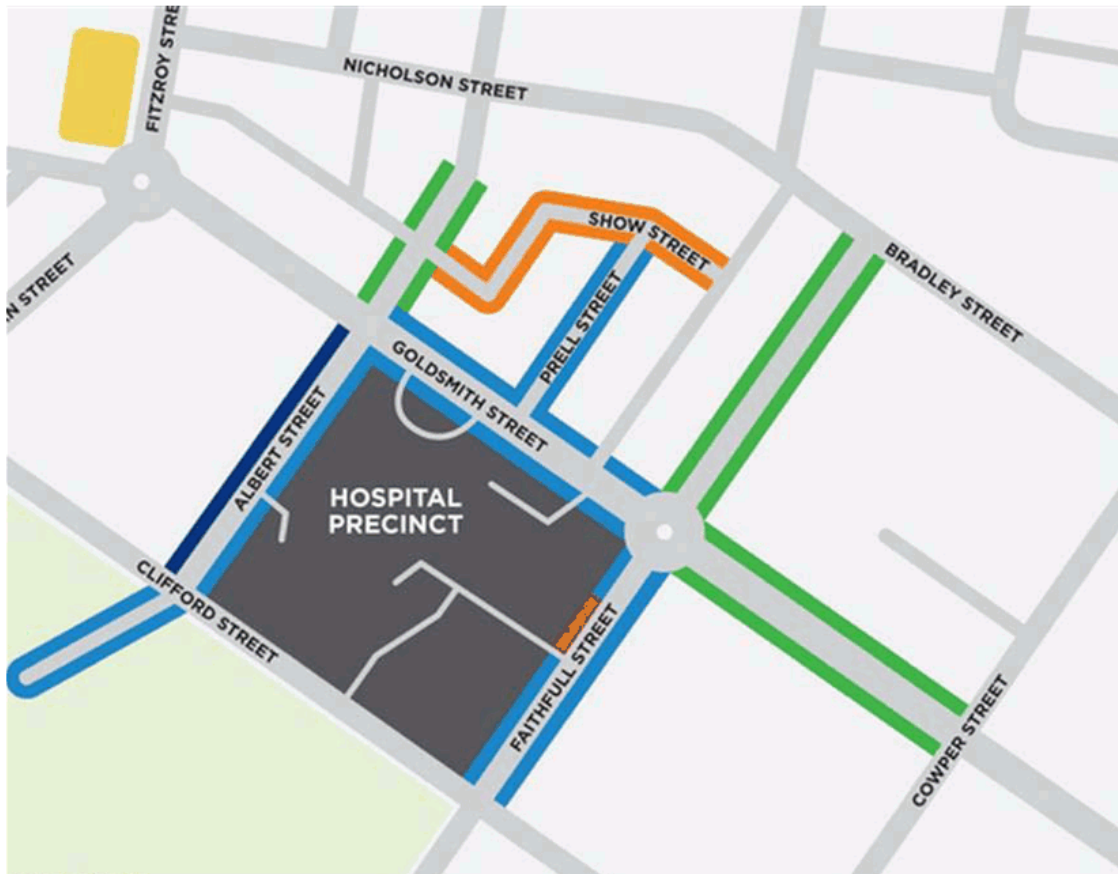 FITZROY STRE
NICHOLSON STREET
SHOW STREET
BRADLEY STREET
N STREET
PRELL STREET
GOLDSMITH STREET
ALBERT STREET
HOSPITAL
PRECINCT
CLIFFORD STREET
FAITHFULL STREET
COWPER STREET